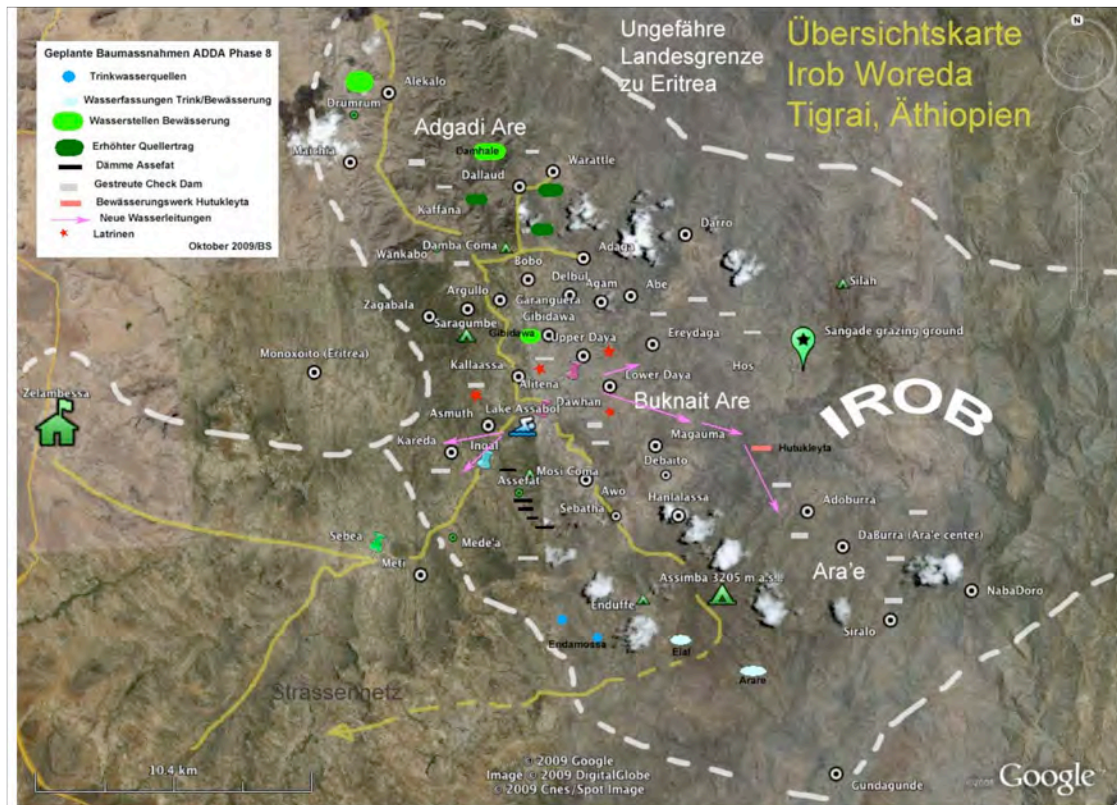 Geplante Baumassnahmen ADDA Phase 8
Trinkwasserquellen
Wasserfassungen Trink/Bewässerung
Wasserstellen Bewässerung
Erhöhter Quellertrag
Dämme Assefat
Gestreute Check Dam
Bewässerungswerk Hutukleyta
Neue Wasserleitungen
Latrinen
Oktober 2009/BS
Ungefähre
Landesgrenze
zu Eritrea
Übersichtskarte
Irob Woreda
Tigrai, Äthiopien
N
Alekalo
Drumrum
Adgadi Are
Maichia
Damhale
Warattle
Dallaud
Kaffana
Darro
Damba Coma
Wankabo
Adaga
Bobo
Silah
Delbul
Argullo
Agam
Abe
Garanguera
Zagabala
Gibidawa
Saragumbe
Gibidawa
Upper Daya
Ereydaga
Sangade grazing ground
Monoxoito (Eritrea)
Kallaassa
Hos
Zelambessa
Alitena
Lower Daya
IROB
Dawhan
Buknait Are
Lake Assabol
Asmuth
Magauma
Kareda
Ingal
Hutukleyta
Debaito
Mosi Coma
Assefat
Awo
Hanlalassa
Adoburra
Sebatha
Sebea
Mede'a
DaBurra (Ara'e center)
Meti
Ara'e
Assimba 3205 m a.s..
NabaDoro
Enduffe
Siralo
Endamossa
Elal
Arare
Strassennetz
10.4 km
© 2009 Google
Image © 2009 DigitalGlobe
© 2009 Cnes/Spot Image
Gundagunde
Google